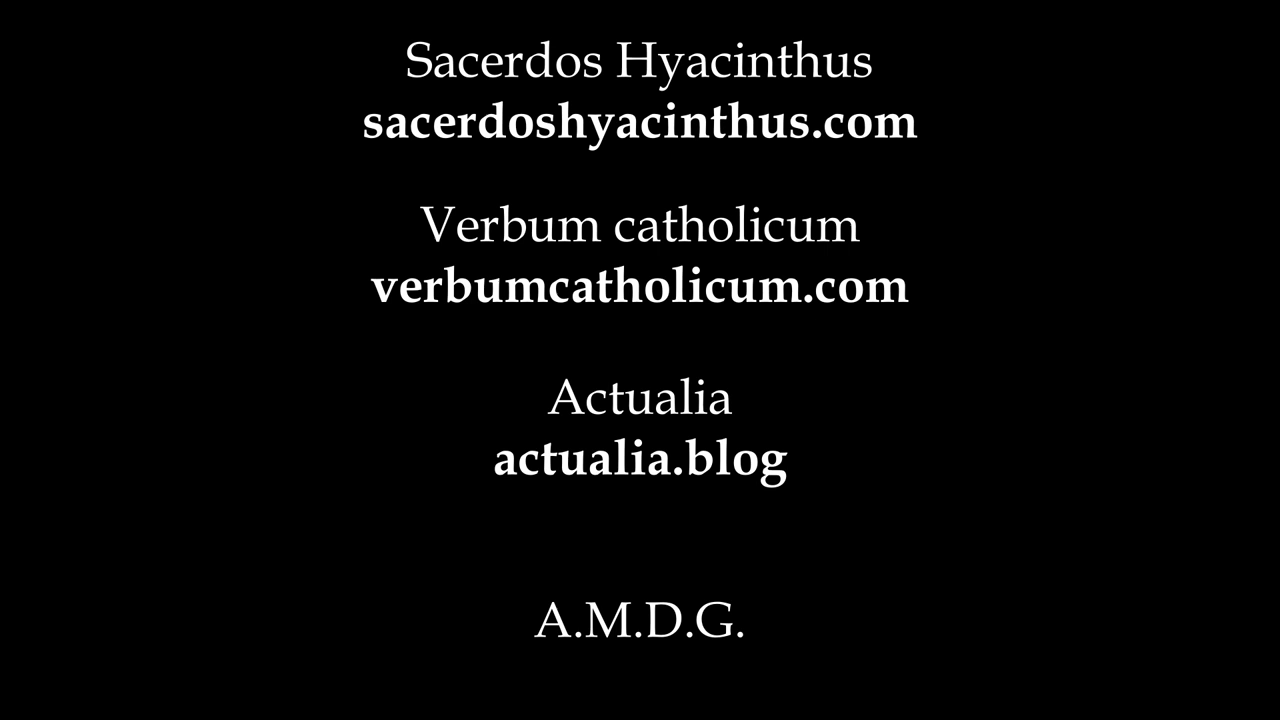 Sacerdos Hyacinthus
sacerdoshyacinthus.com
Verbum catholicum
verbumcatholicum.com
Actualia
actualia.blog
A.M.D.G.